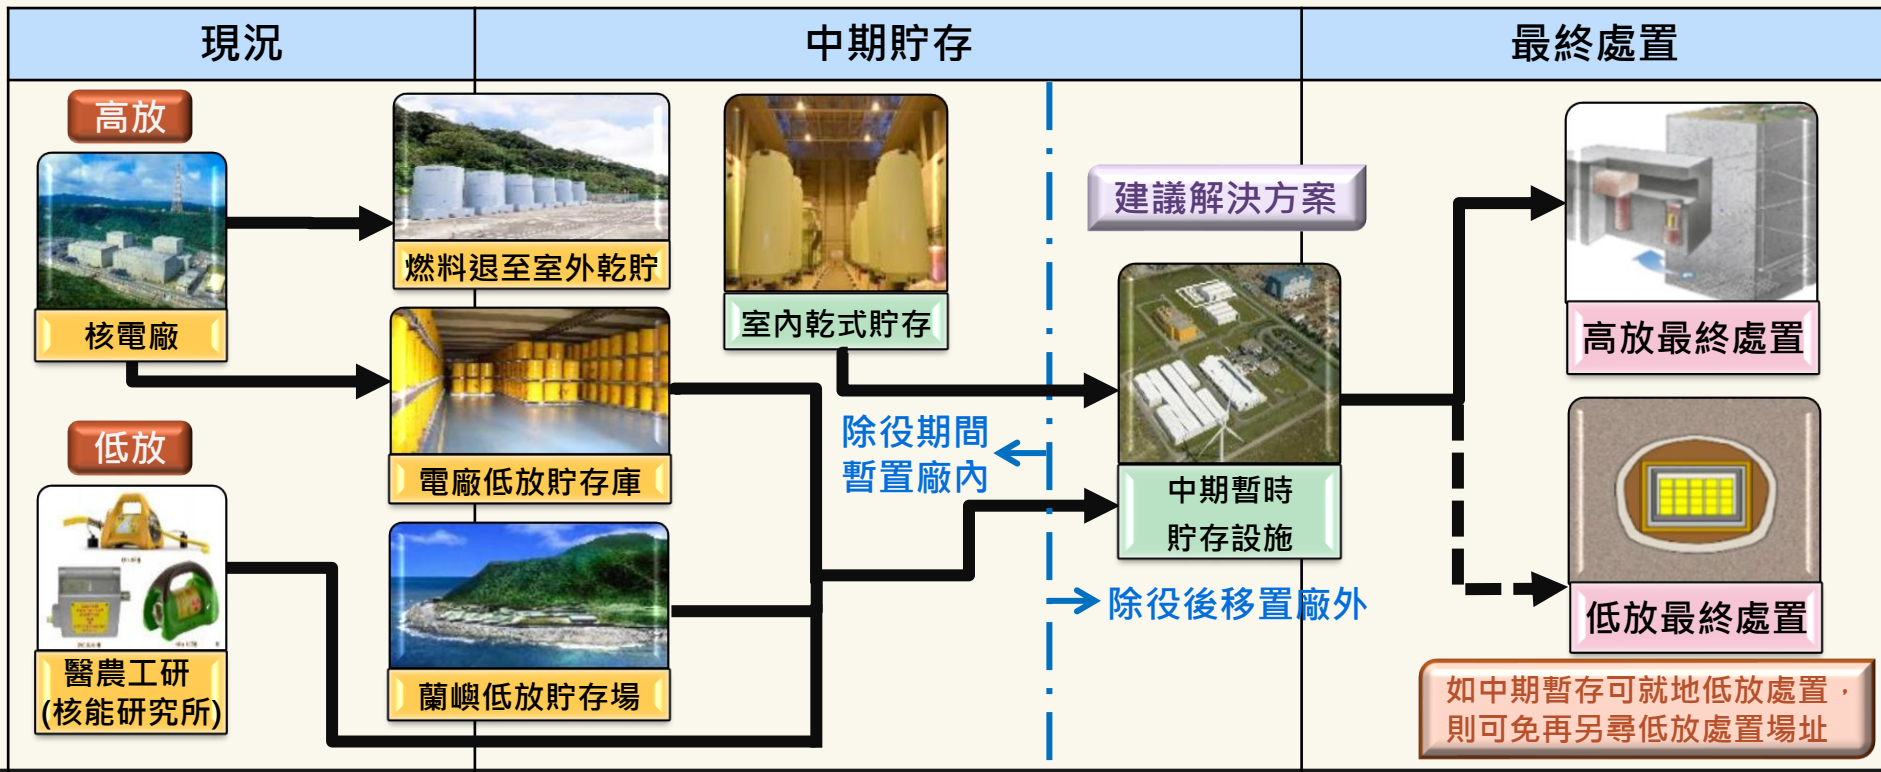 現況
中期貯存
最終處置
高放
核電廠
低放
醫農工研
(核能研究所)
燃料退至室外乾貯
電廠低放貯存庫
蘭嶼低放貯存場
室內乾式貯存
除役期間
暫置廠內
建議解決方案
中期暫時
貯存設施
除役後移置廠外
高放最終處置
低放最終處置
如中期暫存可就地低放處置，
則可免再另尋低放處置場址